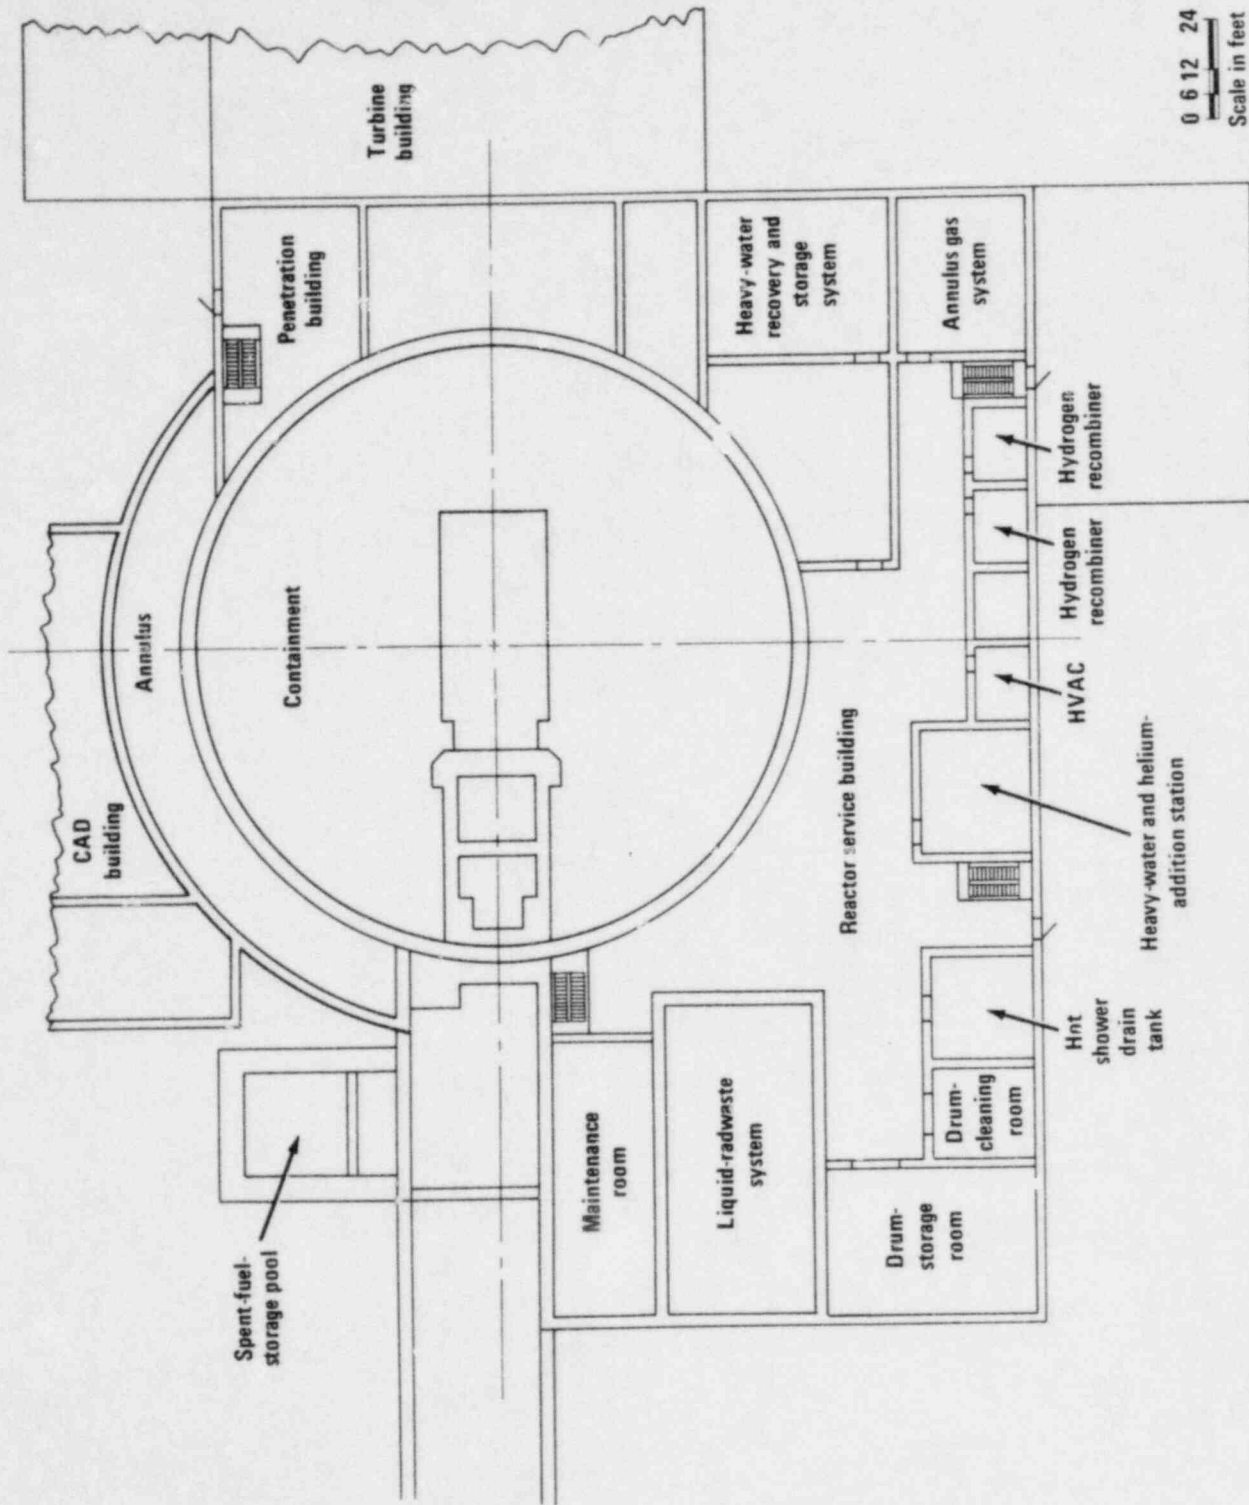 Turbine
building
Penetration
building
Heavy-water
recovery and
storage
system
Annulus gas
system
0 6 12 24
Scale in feet
Hydrogen
recombiner
Hydrogen
recombiner
CAD
building
Annulus
Containment
Reactor service building
HVAC
Heavy-water and helium-
addition station
Spent-fuel-
storage pool
Maintenance
room
Liquid-radwaste
system
Drum-
storage
room
Drum-
cleaning
room
Hnt
shower
drain
tank